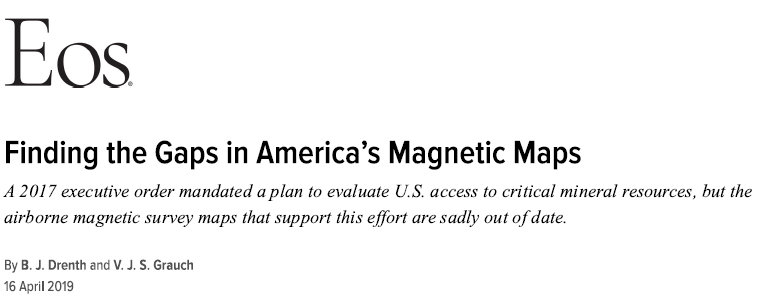 Eos
Finding the Gaps in America's Magnetic Maps
A 2017 executive order mandated a plan to evaluate U.S. access to critical mineral resources, but the
airborne magnetic survey maps that support this effort are sadly out of date.
By B. J. Drenth and V. J. S. Grauch
16 April 2019